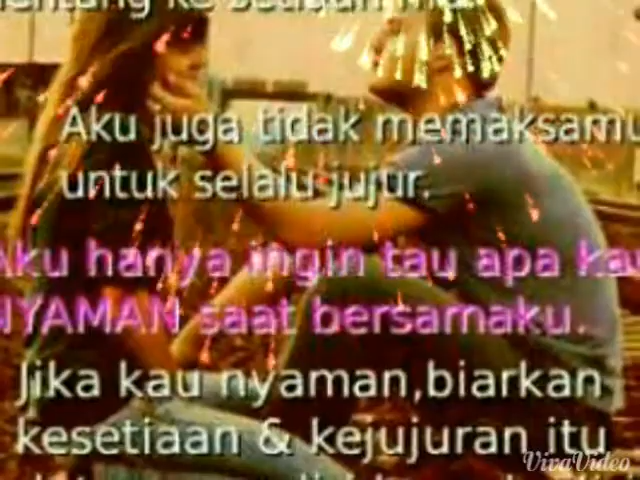 Aku juga tidak memaksamu
untuk selalu jujur.
Aku hanya ingin tau apa kau
NYAMAN saat bersamaku.
Jika kau nyaman,biarkan
kesetiaan & kejujuran itu
VivaVideo